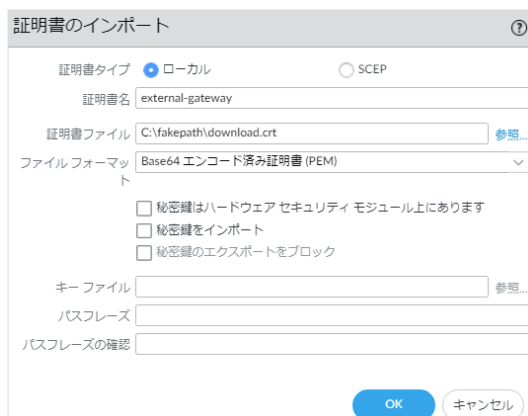 証明書のインポート
証明書タイプ ローカル SCEP
証明書名 external-gateway
証明書ファイル C:\fakepath\download.crt 参照...
ファイル フォーマット Base64 エンコード済み証明書 (PEM)
秘密鍵はハードウェア セキュリティ モジュール上にあります
秘密鍵をインポート
秘密鍵のエクスポートをブロック
キー ファイル 参照...
パスフレーズ
パスフレーズの確認
OK キャンセル